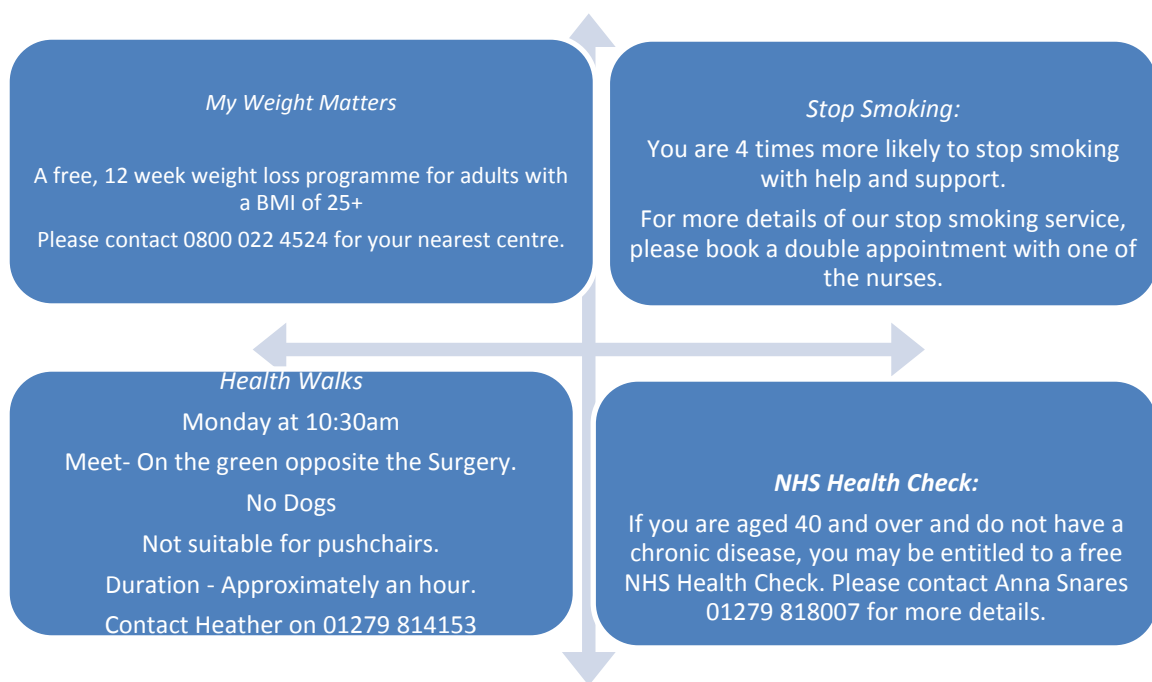 My Weight Matters
A free, 12 week weight loss programme for adults with
a BMI of 25+
Please contact 0800 022 4524 for your nearest centre.
Stop Smoking:
You are 4 times more likely to stop smoking
with help and support.
For more details of our stop smoking service,
please book a double appointment with one of
the nurses.
Health Walks
Monday at 10:30am
Meet- On the green opposite the Surgery.
No Dogs
Not suitable for pushchairs.
Duration - Approximately an hour.
Contact Heather on 01279 814153
NHS Health Check:
If you are aged 40 and over and do not have a
chronic disease, you may be entitled to a free
NHS Health Check. Please contact Anna Snares
01279 818007 for more details.